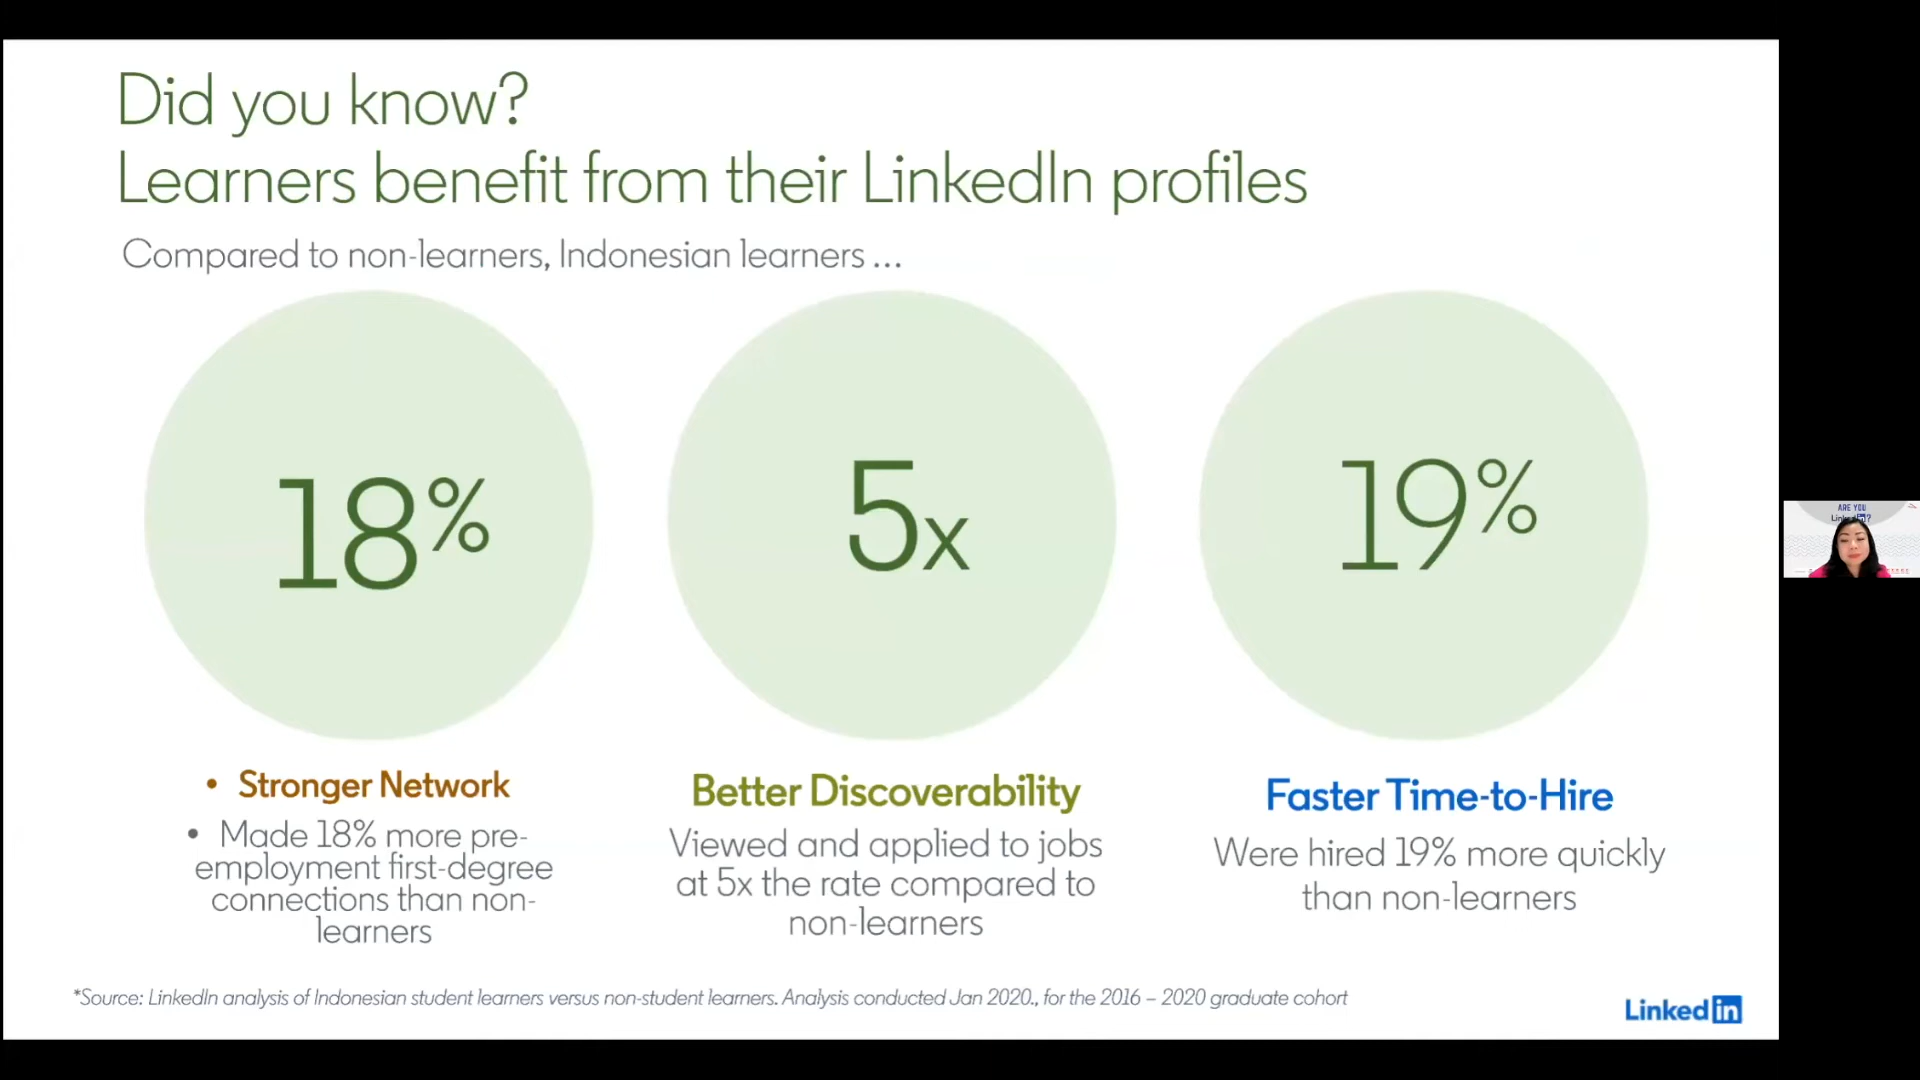 Did you know?
Learners benefit from their LinkedIn profiles
Compared to non-learners, Indonesian learners ...
18%
5x
19%
• Stronger Network
• Made 18% more pre-
employment first-degree
connections than non-
learners
Better Discoverability
Viewed and applied to jobs
at 5x the rate compared to
non-learners
Faster Time-to-Hire
Were hired 19% more quickly
than non-learners
*Source: LinkedIn analysis of Indonesian student learners versus non-student learners. Analysis conducted Jan 2020., for the 2016 – 2020 graduate cohort
LinkedIn
ARE YOU